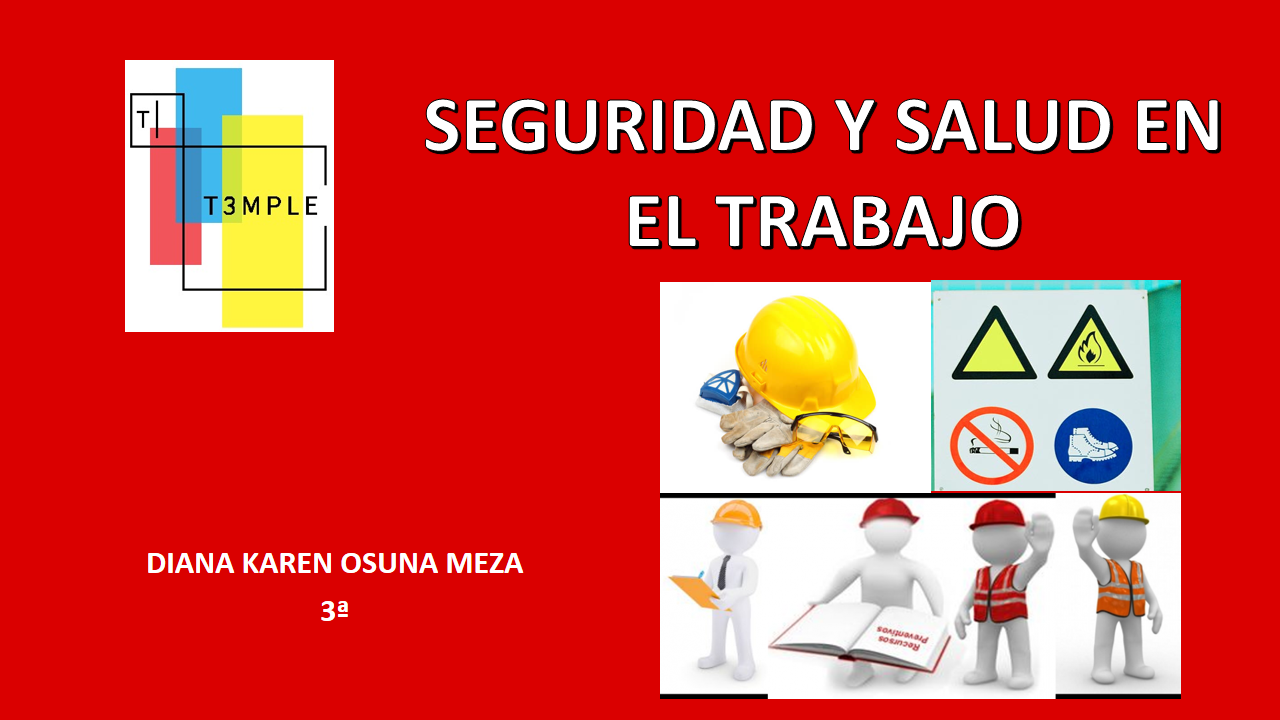 T
T3MPLE
SEGURIDAD Y SALUD EN
EL TRABAJO
Recursos
Preventivos
DIANA KAREN OSUNA MEZA
3ª